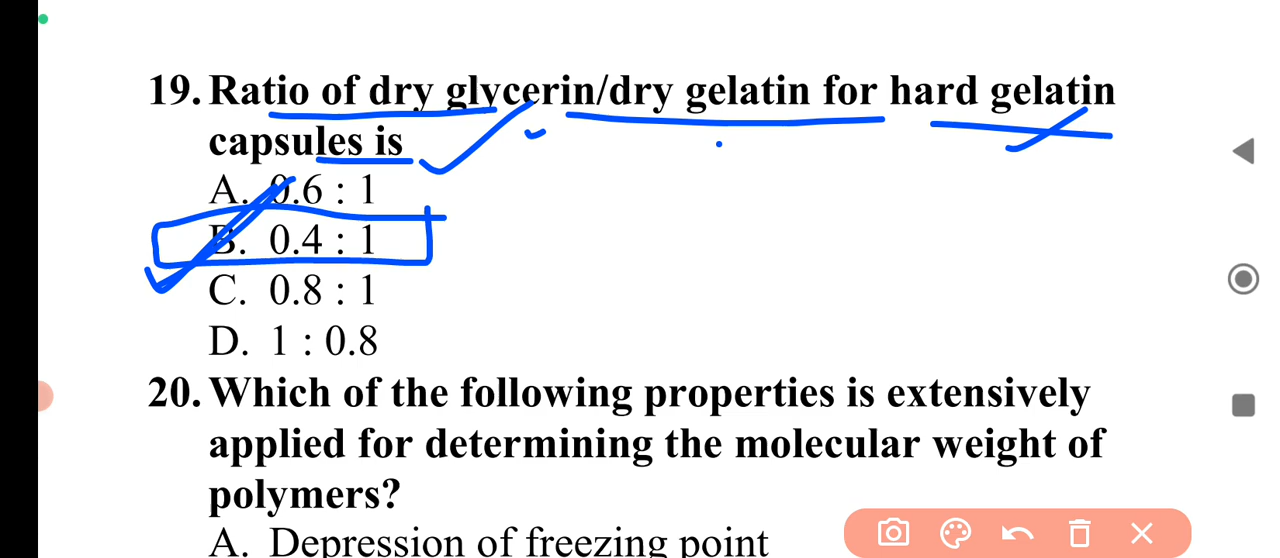 19. Ratio of dry glycerin/dry gelatin for hard gelatin
capsules is
A. 0.6 : 1
B. 0.4 : 1
C. 0.8 : 1
D. 1 : 0.8
20. Which of the following properties is extensively
applied for determining the molecular weight of
polymers?
A. Depression of freezing point